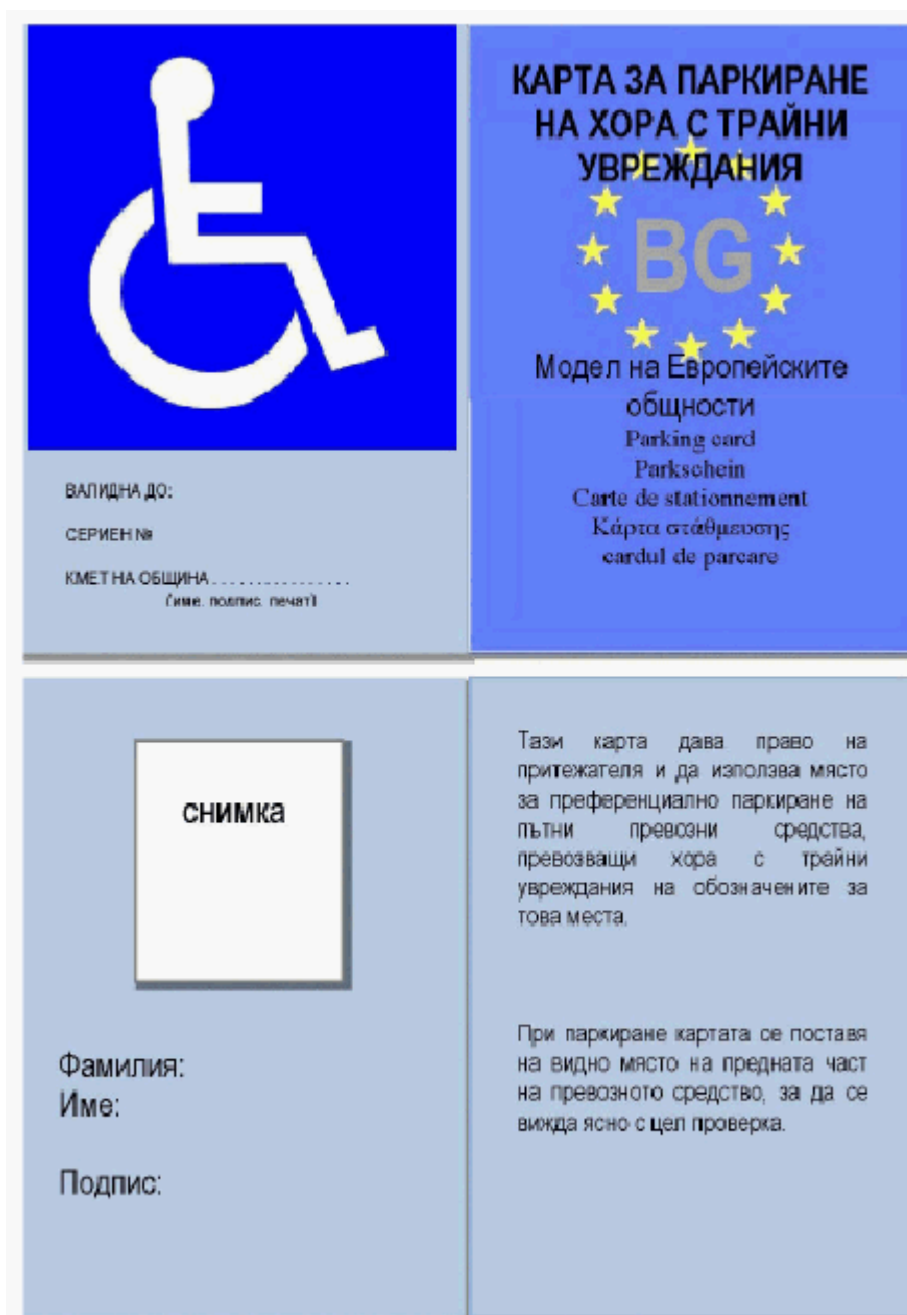 ВАЛИДНА ДО:
СЕРИЕН №
КМЕТ НА ОБЩИНА . . . . . . . . . . . . . . . .
(име, подпис, печат)
КАРТА ЗА ПАРКИРАНЕ
НА ХОРА С ТРАЙНИ
УВРЕЖДАНИЯ
BG
Модел на Европейските
общности
Parking card
Parkschein
Carte de stationnement
Κάρτα στάθμευσης
cardul de parcare
снимка
Фамилия:
Име:
Подпис:
Тази карта дава право на
притежателя и да използва място
за преференциално паркиране на
пътни превозни средства,
превозващи хора с трайни
увреждания на обозначените за
това места.
При паркиране картата се поставя
на видно място на предната част
на превозното средство, за да се
вижда ясно с цел проверка.